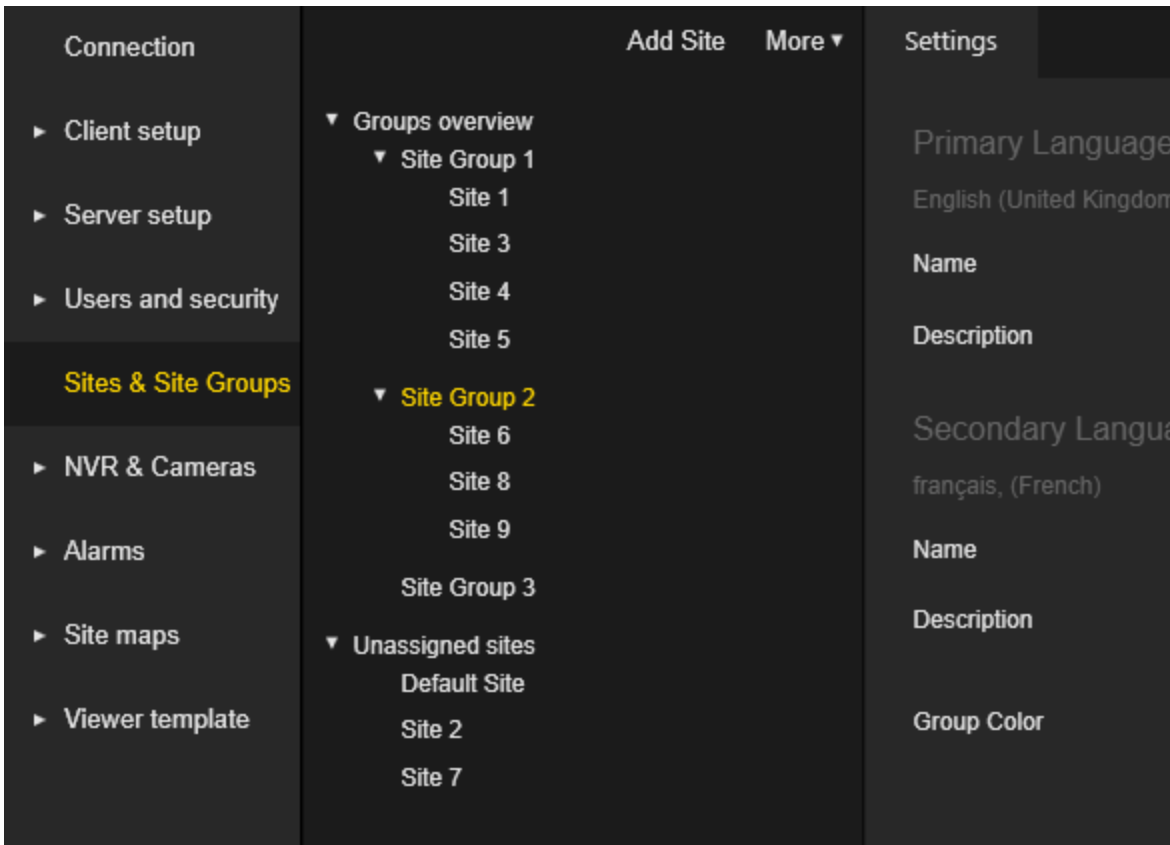 Connection
Client setup
Server setup
Users and security
Sites & Site Groups
NVR & Cameras
Alarms
Site maps
Viewer template
Add Site More
Groups overview
Site Group 1
Site 1
Site 3
Site 4
Site 5
Site Group 2
Site 6
Site 8
Site 9
Site Group 3
Unassigned sites
Default Site
Site 2
Site 7
Settings
Primary Language
English (United Kingdom
Name
Description
Secondary Langua
français, (French)
Name
Description
Group Color